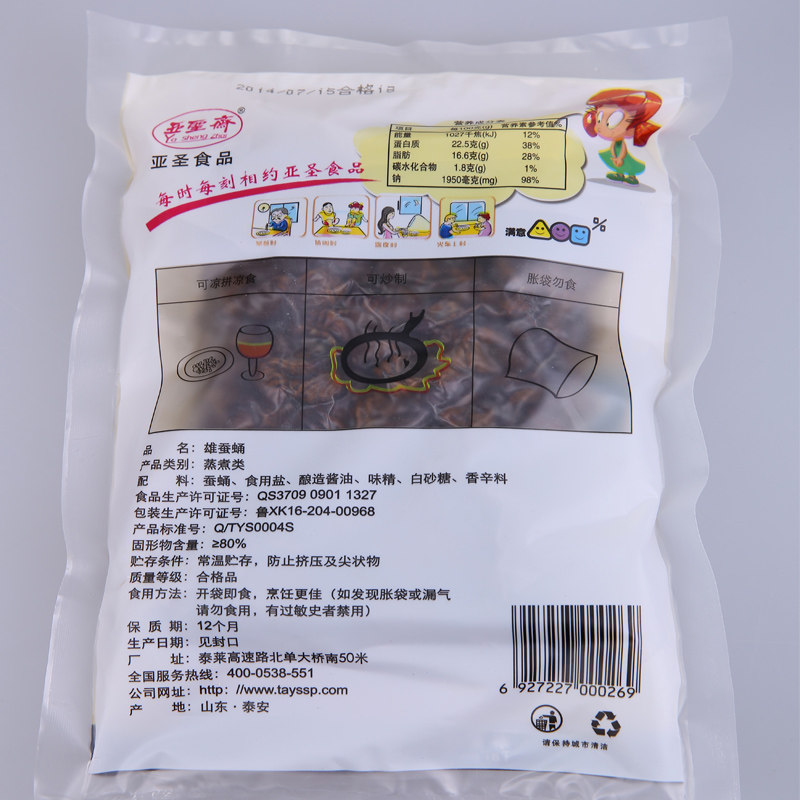 2014/07/15合格
亚圣斋®
Ya Sheng Zhai
亚圣食品
每时每刻相约亚圣食品
项目 每100克(g) 营养素参考值%
能量 1027千焦(kJ) 12%
蛋白质 22.5克(g) 38%
脂肪 16.6克(g) 28%
碳水化合物 1.8克(g) 1%
钠 1950毫克(mg) 98%
满意 %
可凉拼凉食 可炒制 胀袋勿食
品 名：雄蚕蛹
产品类别：蒸煮类
配 料：蚕蛹、食用盐、酿造酱油、味精、白砂糖、香辛料
食品生产许可证号：QS3709 0901 1327
包装生产许可证号：鲁XK16-204-00968
产品标准号：Q/TYS0004S
固形物含量：≥80%
贮存条件：常温贮存，防止挤压及尖状物
质量等级：合格品
食用方法：开袋即食，烹饪更佳（如发现胀袋或漏气
请勿食用，有过敏史者禁用）
保 质 期：12个月
生产日期：见封口
厂 址：泰莱高速路北单大桥南50米
全国服务热线：400-0538-551
公司网址：http：//www.tayssp.com
产 地：山东·泰安
6 927227 000269
请保持城市清洁